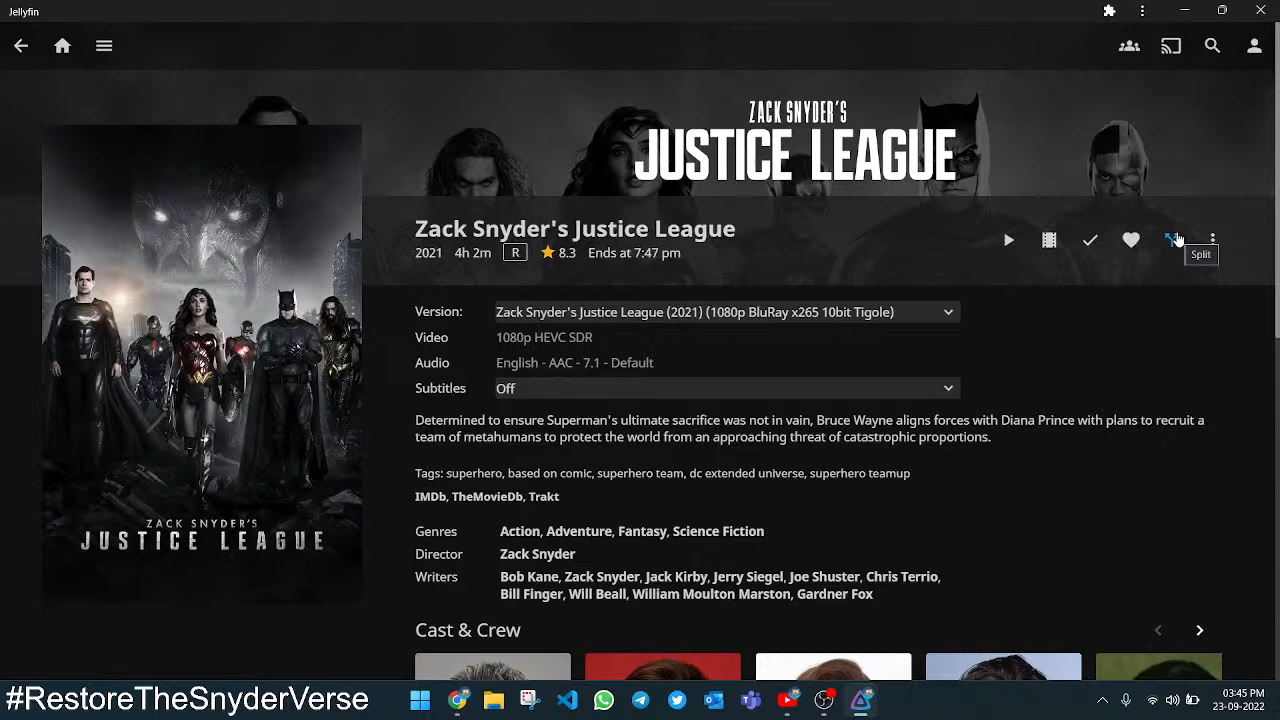 Jellyfin
ZACK SNYDER'S
JUSTICE LEAGUE
Zack Snyder's Justice League
2021 4h 2m R 8.3 Ends at 7:47 pm
Split
Version: Zack Snyder's Justice League (2021) (1080p BluRay x265 10bit Tigole)
Video 1080p HEVC SDR
Audio English - AAC - 7.1 - Default
Subtitles Off
Determined to ensure Superman's ultimate sacrifice was not in vain, Bruce Wayne aligns forces with Diana Prince with plans to recruit a
team of metahumans to protect the world from an approaching threat of catastrophic proportions.
Tags: superhero, based on comic, superhero team, dc extended universe, superhero teamup
IMDb, TheMovieDb, Trakt
ZACK SNYDER'S
JUSTICE LEAGUE
Genres Action, Adventure, Fantasy, Science Fiction
Director Zack Snyder
Writers Bob Kane, Zack Snyder, Jack Kirby, Jerry Siegel, Joe Shuster, Chris Terrio,
Bill Finger, Will Beall, William Moulton Marston, Gardner Fox
Cast & Crew
#RestoreTheSnyderVerse
03:45 PM
23-09-2022